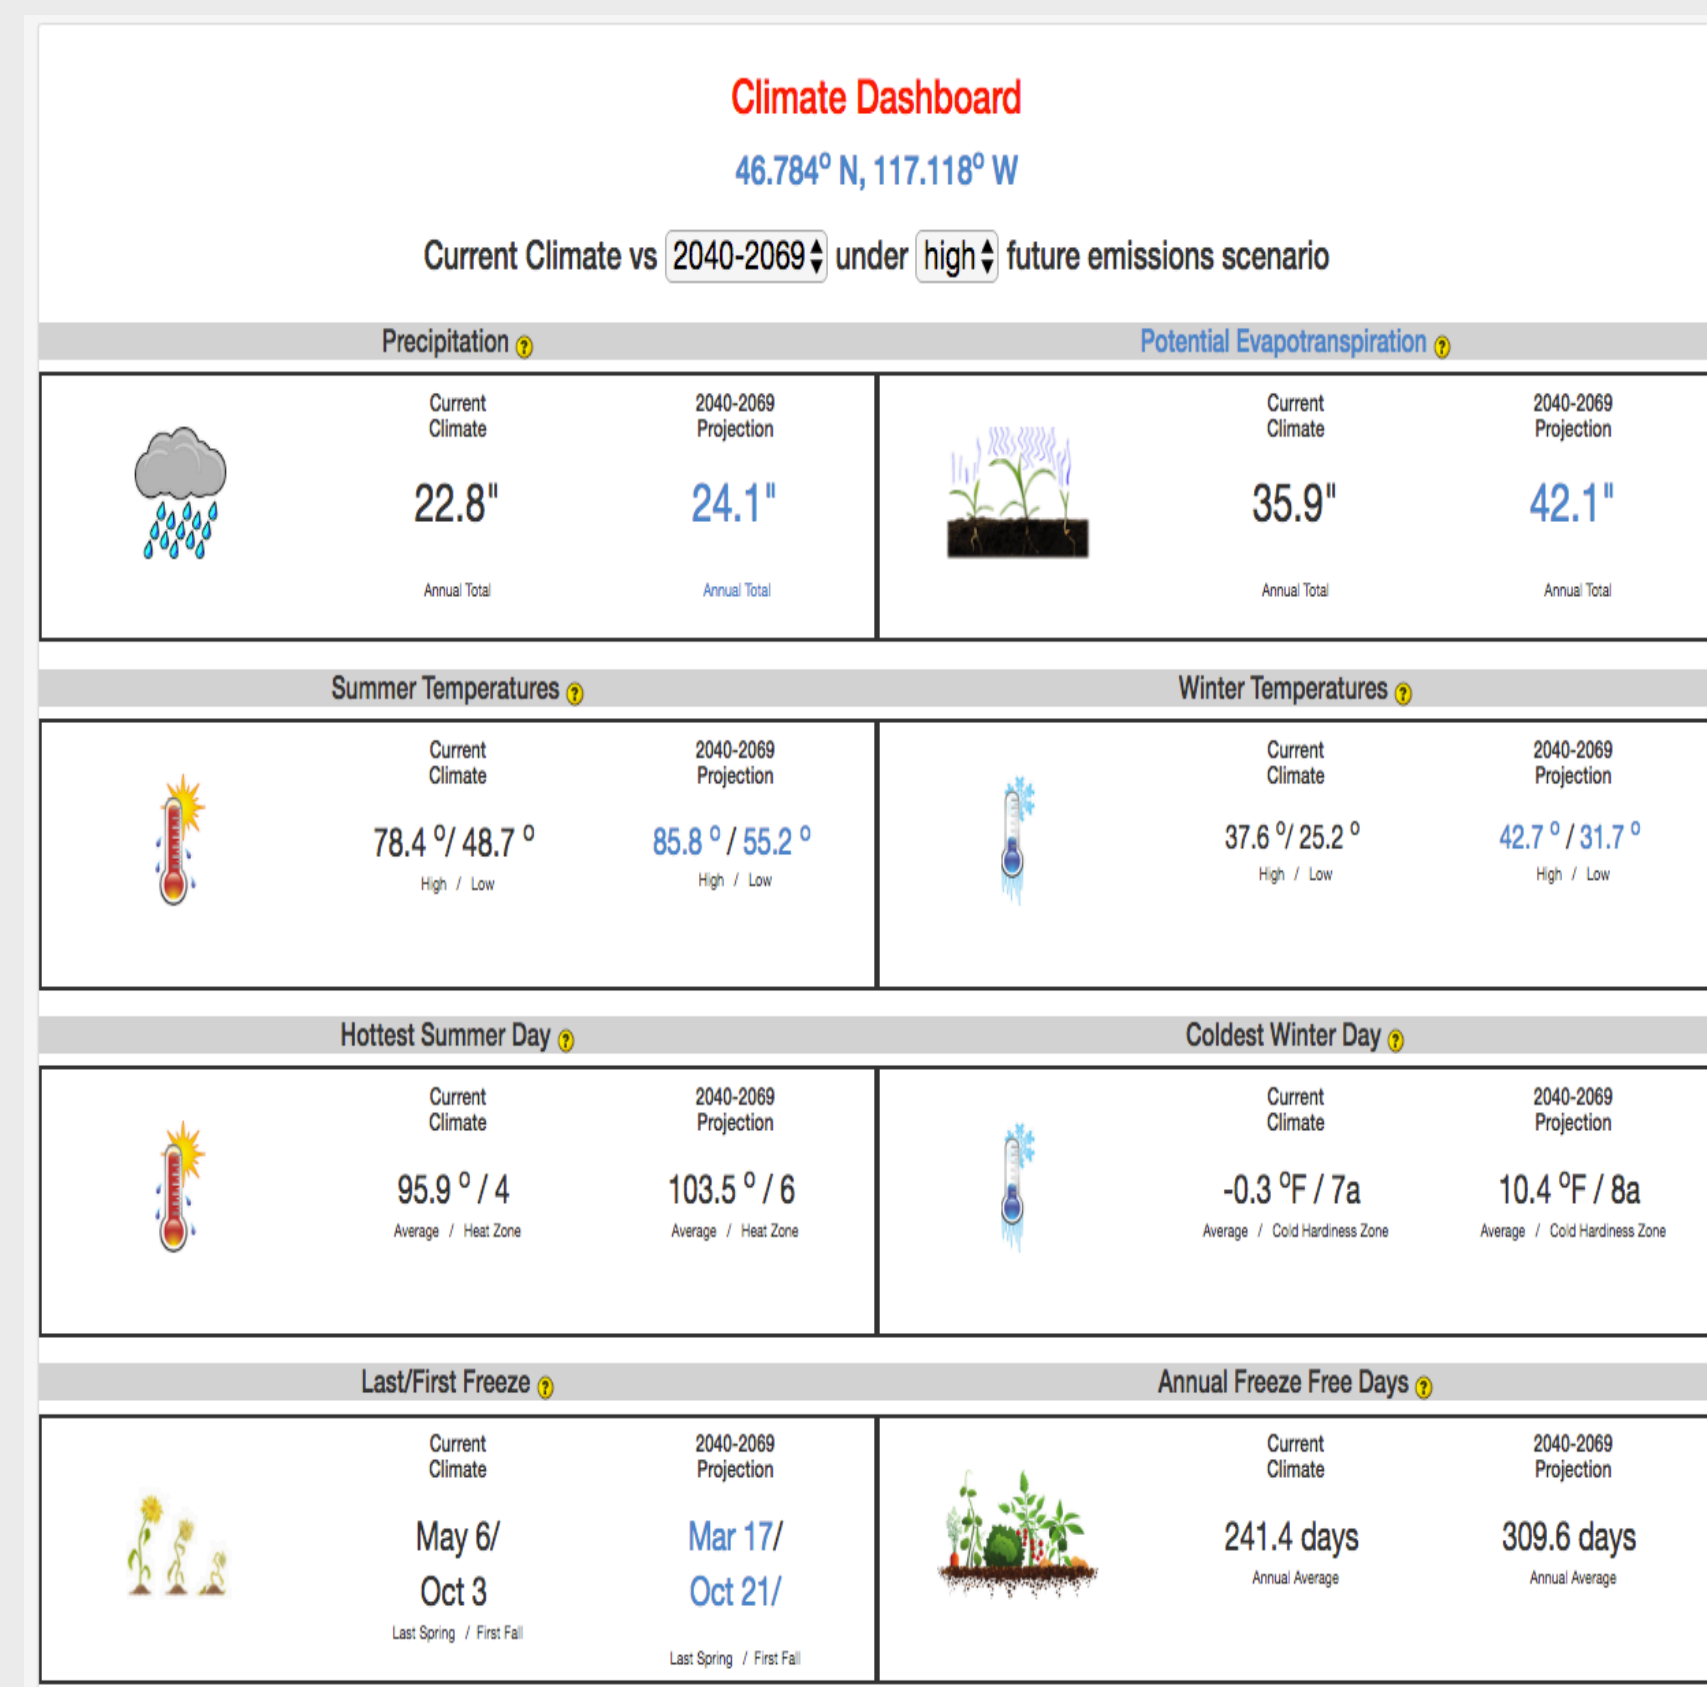 Climate Dashboard
46.784° N, 117.118° W
Current Climate vs 2040-2069 under high future emissions scenario
Precipitation ?
Current
Climate
2040-2069
Projection
22.8"
24.1"
Annual Total
Annual Total
Potential Evapotranspiration ?
Current
Climate
2040-2069
Projection
35.9"
42.1"
Annual Total
Annual Total
Summer Temperatures ?
Current
Climate
2040-2069
Projection
78.4 °/ 48.7 °
85.8 ° / 55.2 °
High / Low
High / Low
Winter Temperatures ?
Current
Climate
2040-2069
Projection
37.6 °/ 25.2 °
42.7 ° / 31.7 °
High / Low
High / Low
Hottest Summer Day ?
Current
Climate
2040-2069
Projection
95.9 ° / 4
103.5 ° / 6
Average / Heat Zone
Average / Heat Zone
Coldest Winter Day ?
Current
Climate
2040-2069
Projection
-0.3 °F / 7a
10.4 °F / 8a
Average / Cold Hardiness Zone
Average / Cold Hardiness Zone
Last/First Freeze ?
Current
Climate
2040-2069
Projection
May 6/
Oct 3
Mar 17/
Oct 21/
Last Spring / First Fall
Last Spring / First Fall
Annual Freeze Free Days ?
Current
Climate
2040-2069
Projection
241.4 days
309.6 days
Annual Average
Annual Average